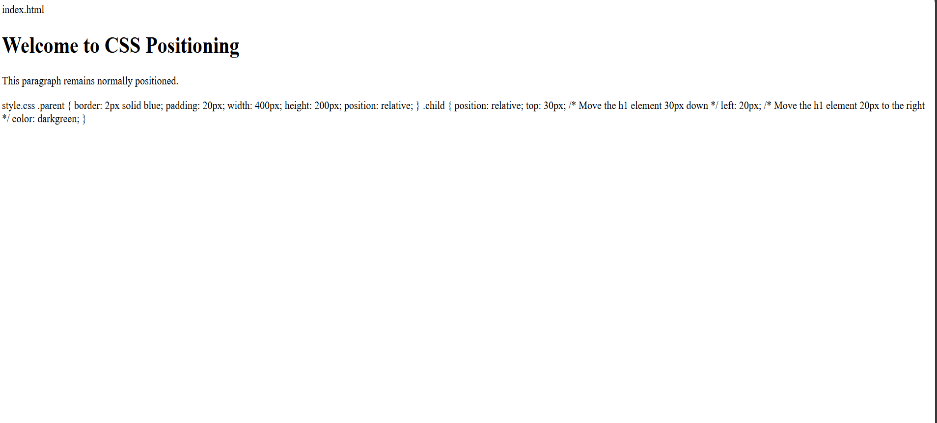 index.html
Welcome to CSS Positioning
This paragraph remains normally positioned.
style.css .parent { border: 2px solid blue; padding: 20px; width: 400px; height: 200px; position: relative; } .child { position: relative; top: 30px; /* Move the h1 element 30px down */ left: 20px; /* Move the h1 element 20px to the right
*/ color: darkgreen; }